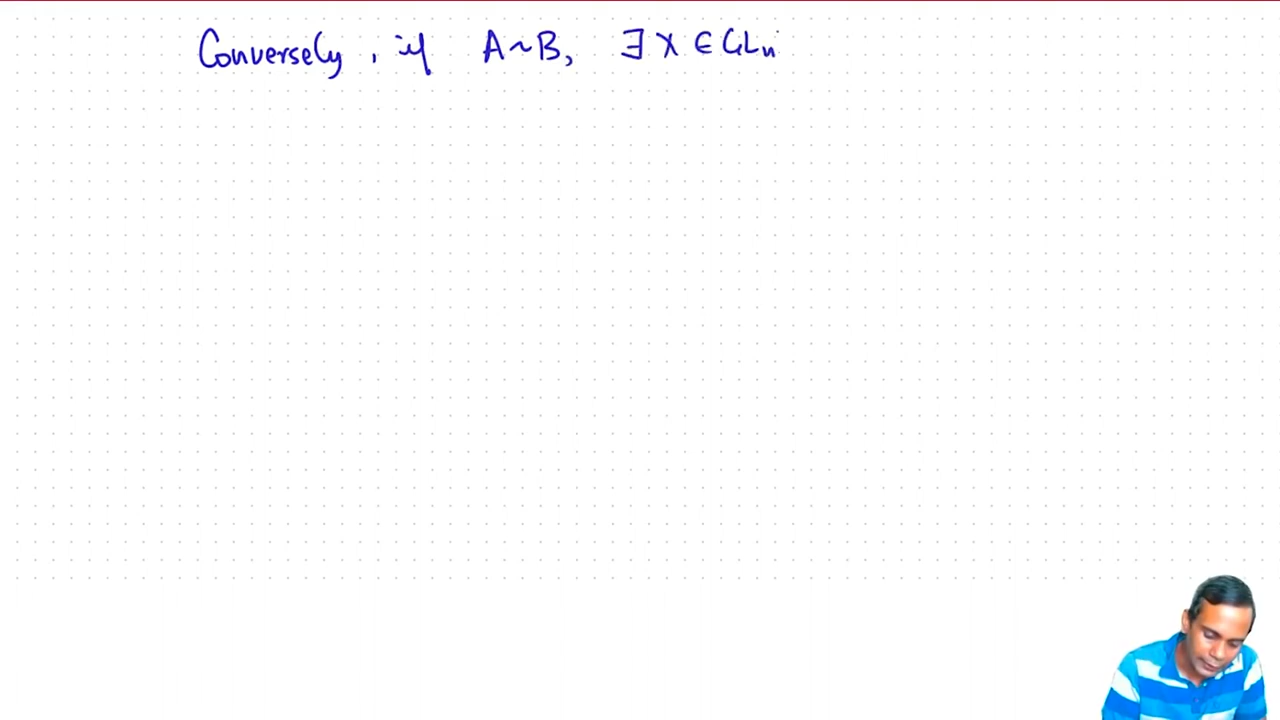 Conversely, if A~B, ∃ X ∈ GLn